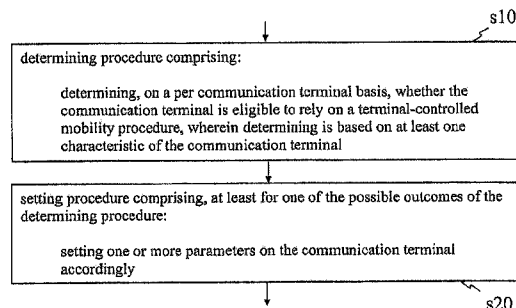 s10
determining procedure comprising:
determining, on a per communication terminal basis, whether the
communication terminal is eligible to rely on a terminal-controlled
mobility procedure, wherein determining is based on at least one
characteristic of the communication terminal
setting procedure comprising, at least for one of the possible outcomes of the
determining procedure:
setting one or more parameters on the communication terminal
accordingly
s20